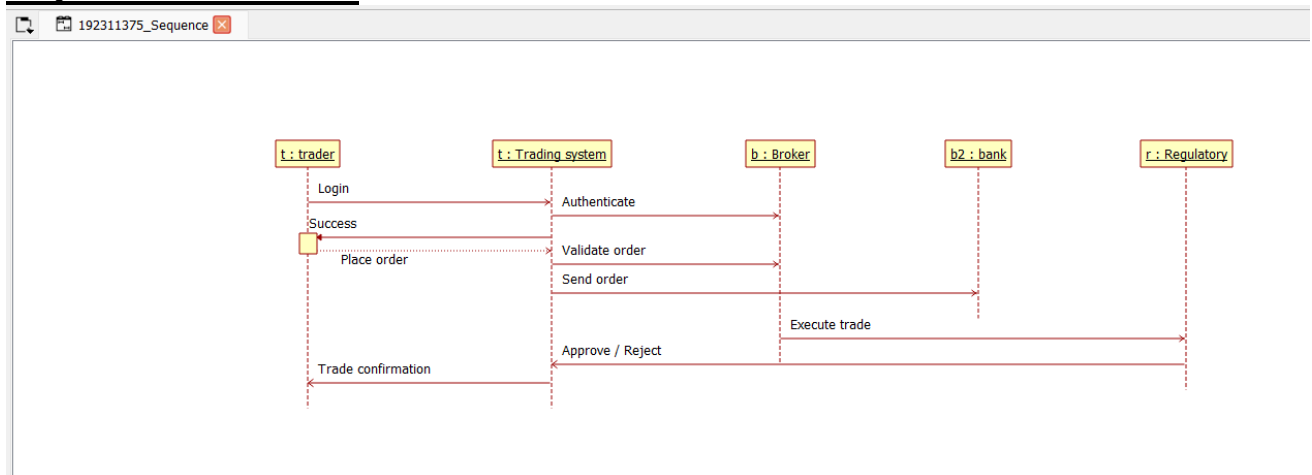 192311375_Sequence
t : trader
t : Trading system
b : Broker
b2 : bank
r : Regulatory
Login
Authenticate
Success
Validate order
Place order
Send order
Execute trade
Approve / Reject
Trade confirmation